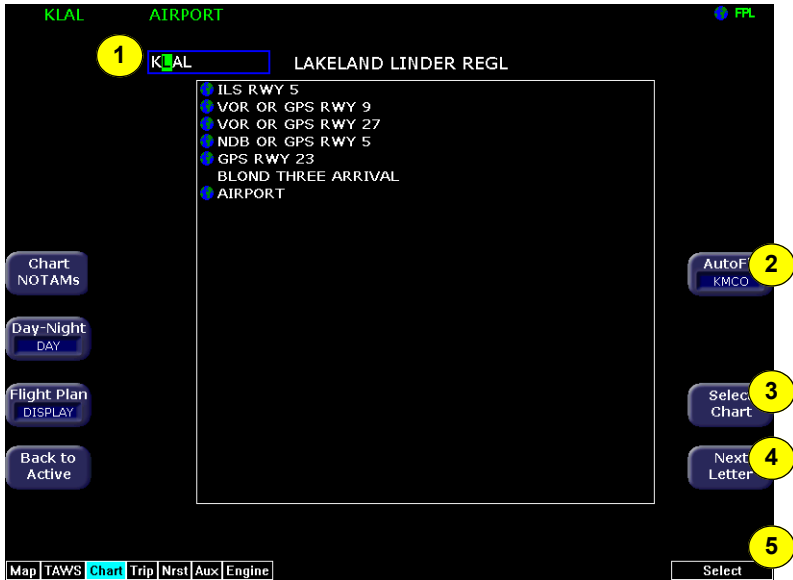 KLAL AIRPORT FPL
1 KLAL LAKELAND LINDER REGL
ILS RWY 5
VOR OR GPS RWY 9
VOR OR GPS RWY 27
NDB OR GPS RWY 5
GPS RWY 23
BLOND THREE ARRIVAL
AIRPORT
Chart
NOTAMs
AutoF 2
KMCO
Day-Night
DAY
Flight Plan
DISPLAY
Selec 3
Chart
Back to
Active
Next 4
Letter
5
Map TAWS Chart Trip Nrst Aux Engine Select